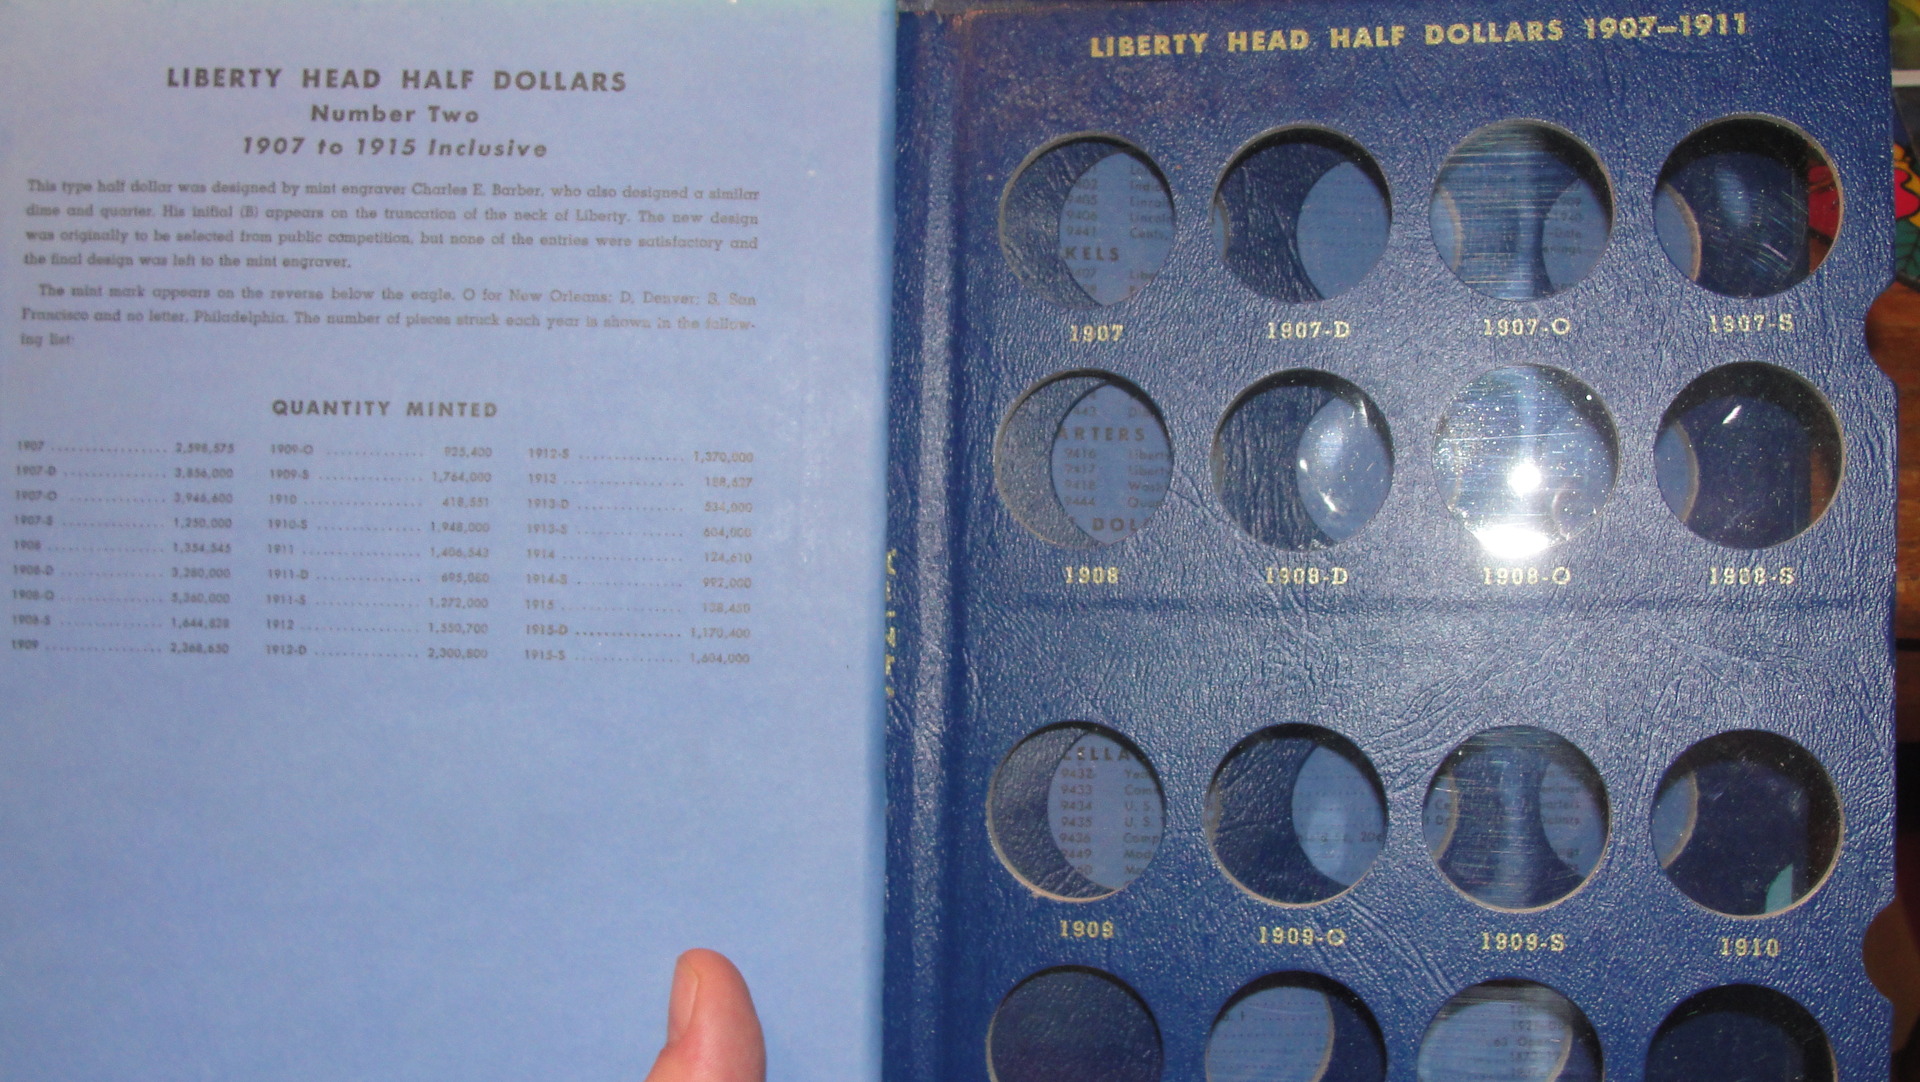 LIBERTY HEAD HALF DOLLARS
Number Two
1907 to 1915 Inclusive
This type half dollar was designed by mint engraver Charles E. Barber, who also designed a similar
dime and quarter. His initial (B) appears on the truncation of the neck of Liberty. The new design
was originally to be selected from public competition, but none of the entries were satisfactory and
the final design was left to the mint engraver.
The mint mark appears on the reverse below the eagle. O for New Orleans; D, Denver; S, San
Francisco and no letter, Philadelphia. The number of pieces struck each year is shown in the follow-
ing list:
QUANTITY MINTED
1907 2,598,575
1907-D 3,856,000
1907-O 3,946,600
1907-S 1,250,000
1908 1,354,545
1908-D 3,280,000
1908-O 5,360,000
1908-S 1,644,828
1909 2,368,650
1909-O 925,400
1909-S 1,764,000
1910 418,551
1910-S 1,948,000
1911 1,406,543
1911-D 695,080
1911-S 1,272,000
1912 1,550,700
1912-D 2,300,800
1912-S 1,370,000
1913 188,627
1913-D 534,000
1913-S 604,000
1914 124,610
1914-S 992,000
1915 138,450
1915-D 1,170,400
1915-S 1,604,000
LIBERTY HEAD HALF DOLLARS 1907–1911
1907 1907-D 1907-O 1907-S
1908 1908-D 1908-O 1908-S
1909 1909-O 1909-S 1910